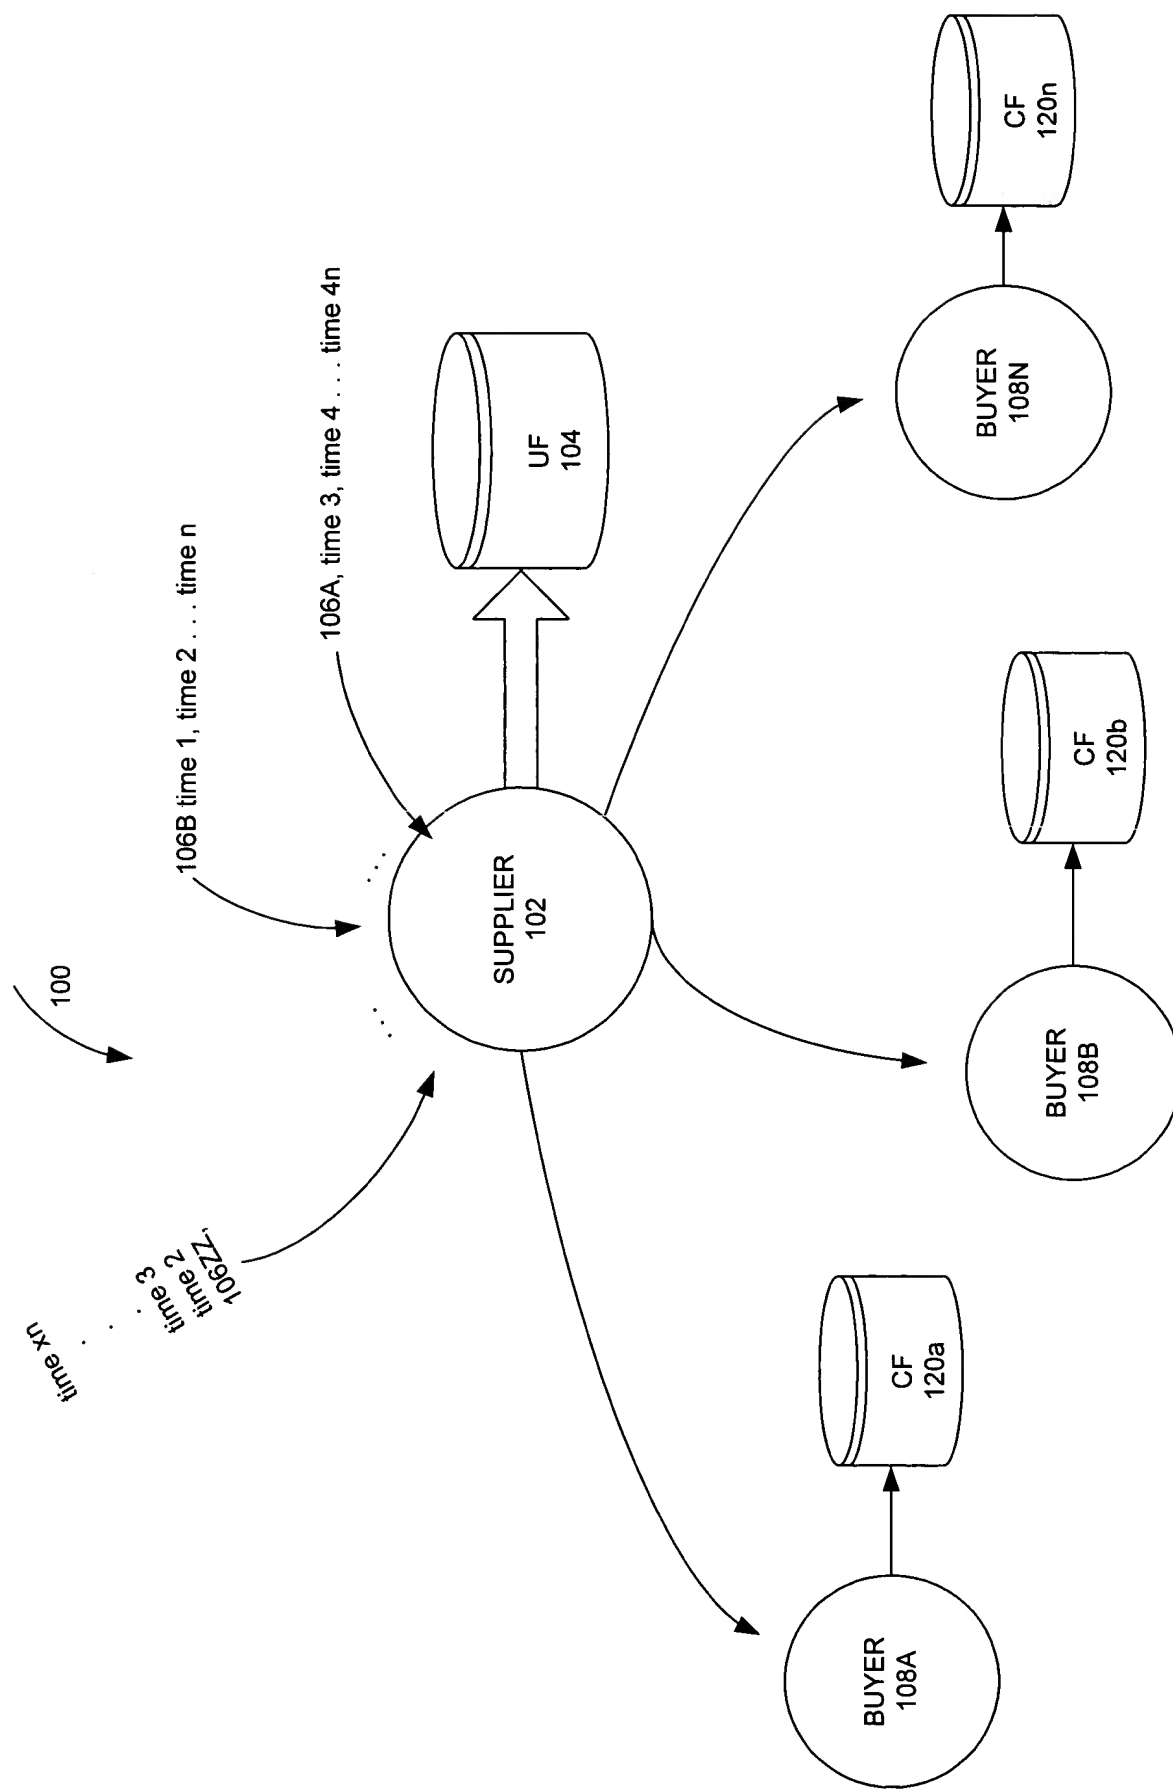 100
106B time 1, time 2 . . . time n
time xn
.
.
.
time 3
time 2
106ZZ,
. . .
. . .
106A, time 3, time 4 . . . time 4n
SUPPLIER
102
UF
104
BUYER
108A
CF
120a
BUYER
108B
CF
120b
BUYER
108N
CF
120n